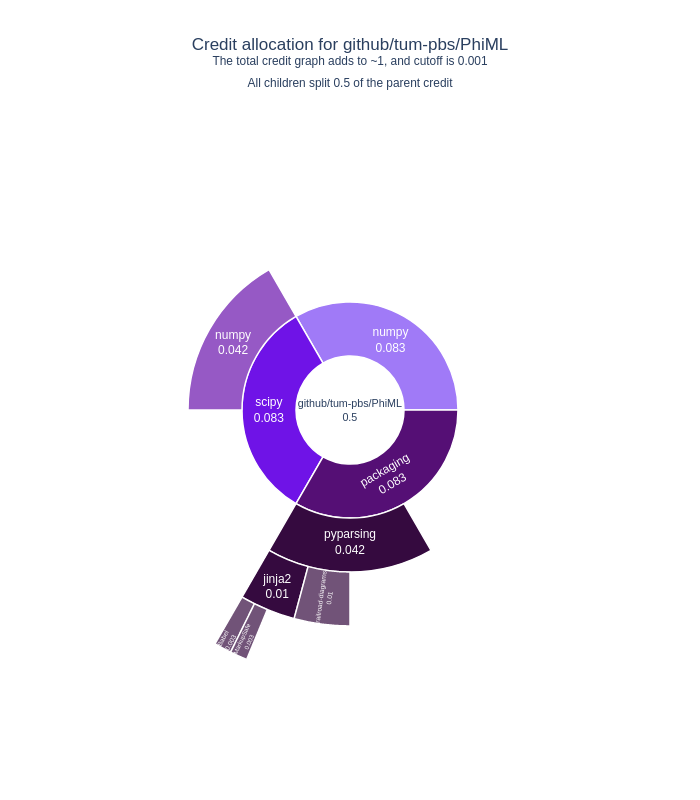 Credit allocation for github/tum-pbs/PhiML
The total credit graph adds to ~1, and cutoff is 0.001
All children split 0.5 of the parent credit
numpy
0.042
numpy
0.083
scipy
0.083
github/tum-pbs/PhiML
0.5
packaging
0.083
pyparsing
0.042
jinja2
0.01
railroad-diagrams
0.01
0.003
0.003